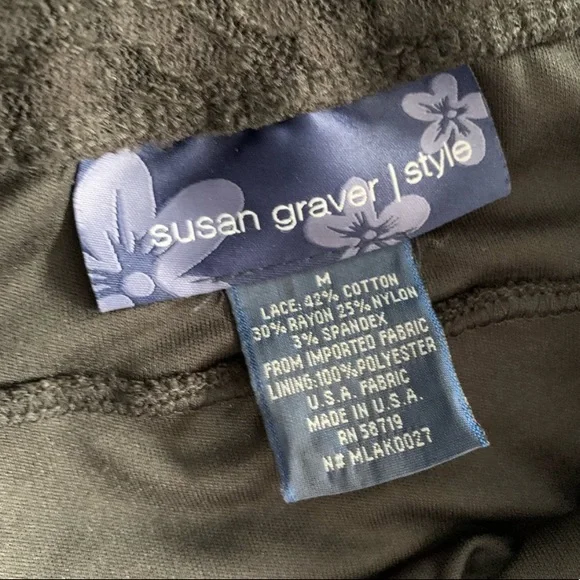 susan graver | style
M
LACE: 42% COTTON
30% RAYON 25% NYLON
3% SPANDEX
FROM IMPORTED FABRIC
LINING:100%POLYESTER
U.S.A. FABRIC
MADE IN U.S.A.
RN 58719
N# MLAK0027